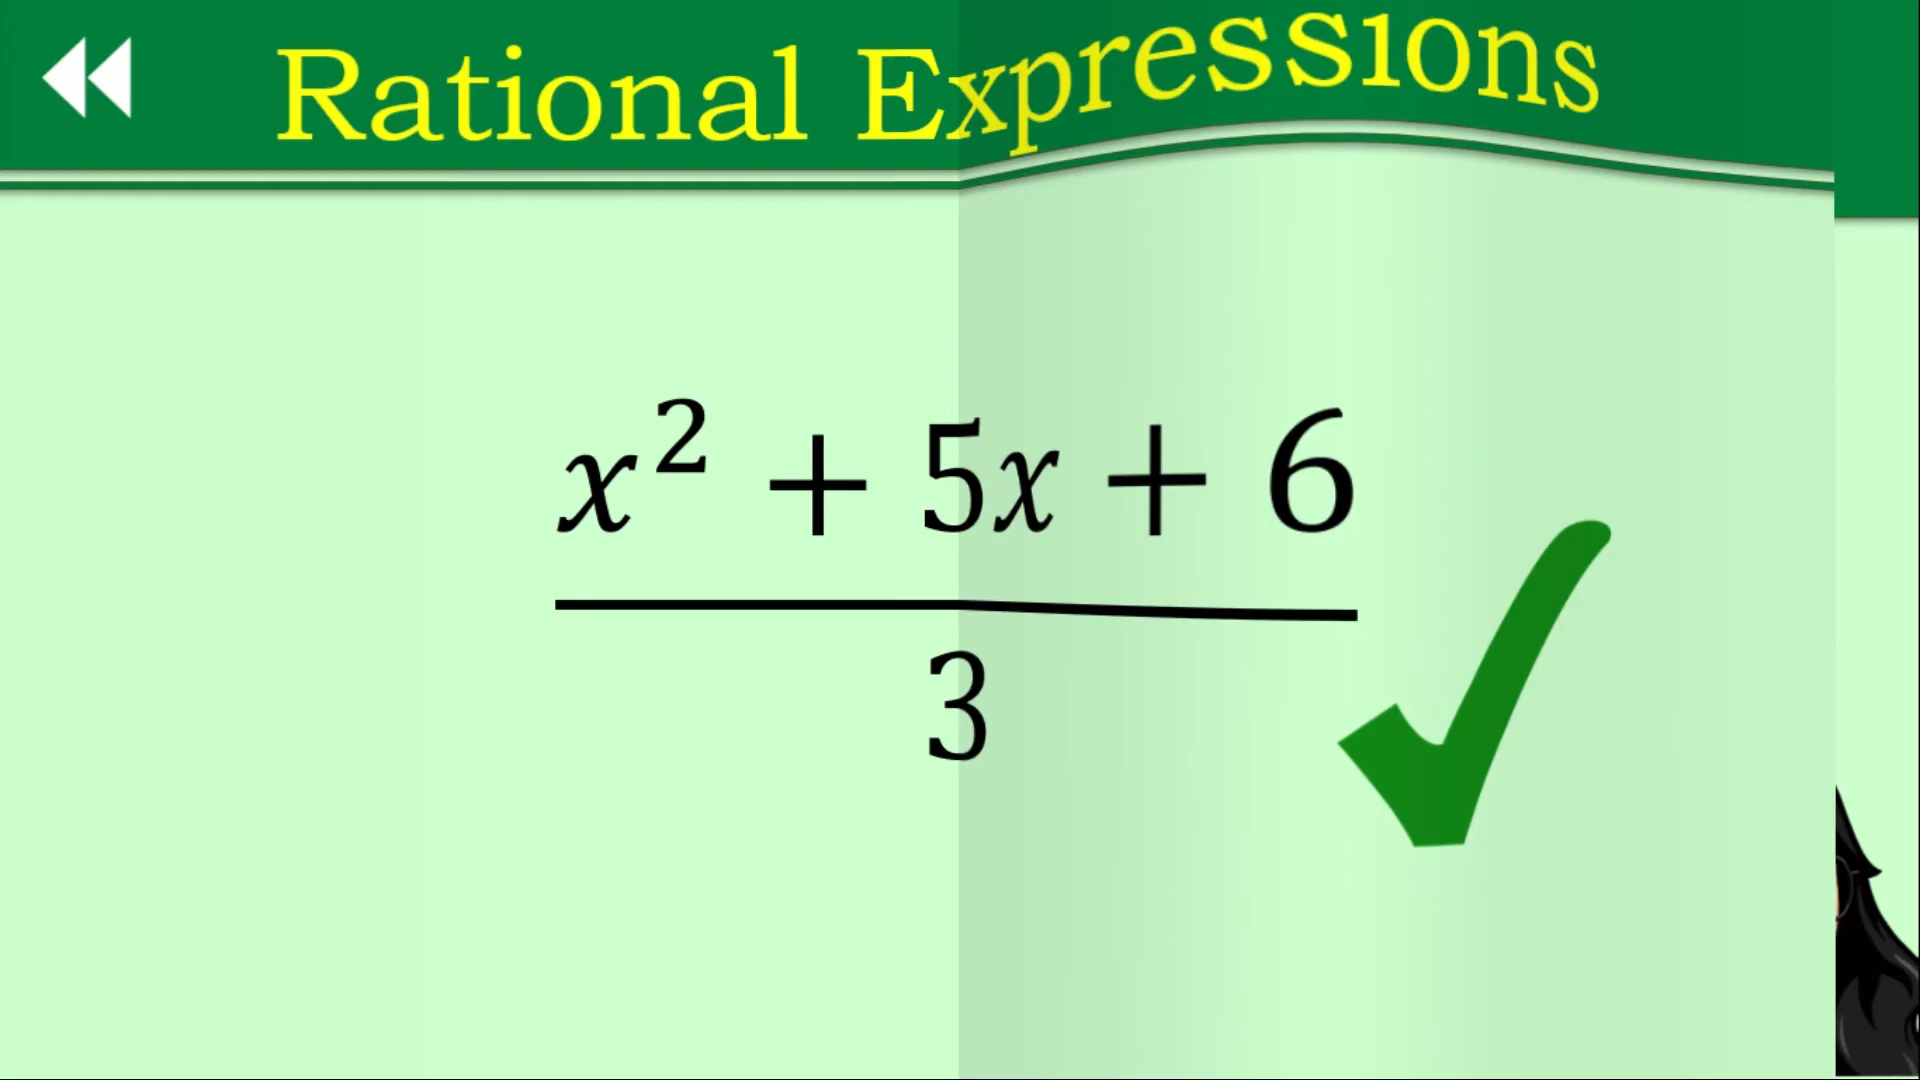 Rational Expressions
x² + 5x + 6
3